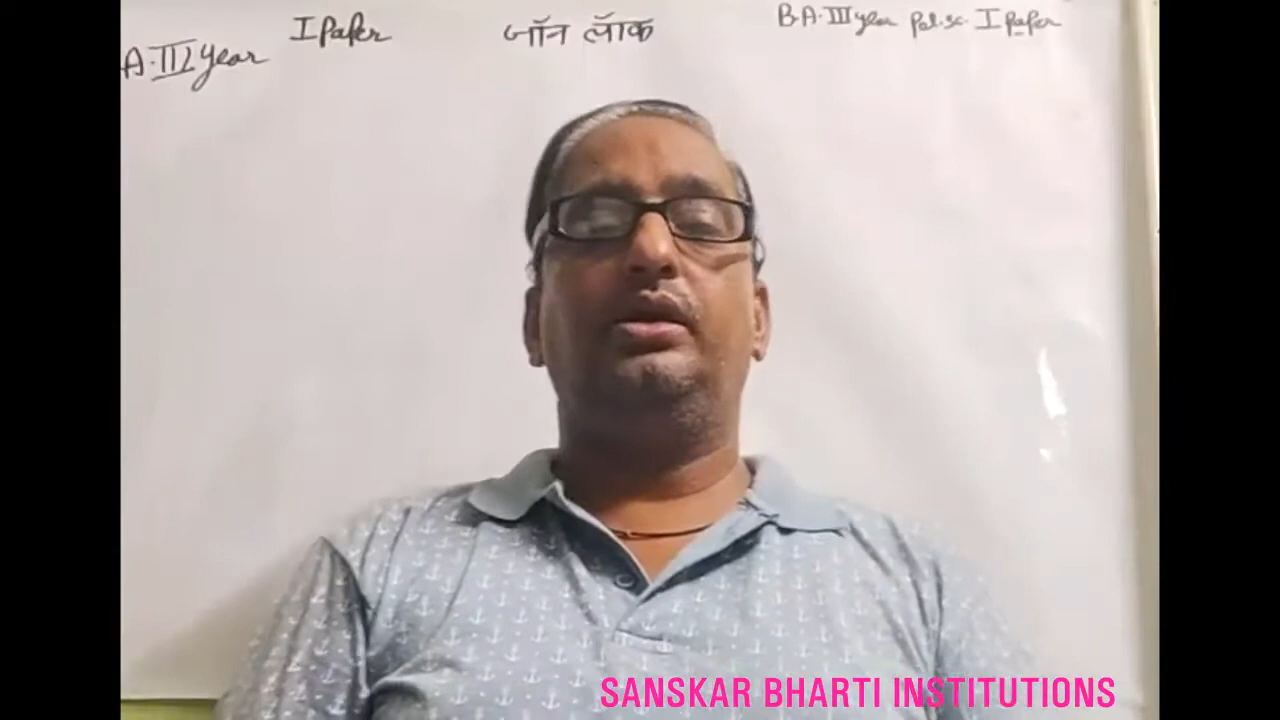 A.III Year
I Paper
जॉन लॉक
B.A. III year Pol.sc. I Paper
SANSKAR BHARTI INSTITUTIONS